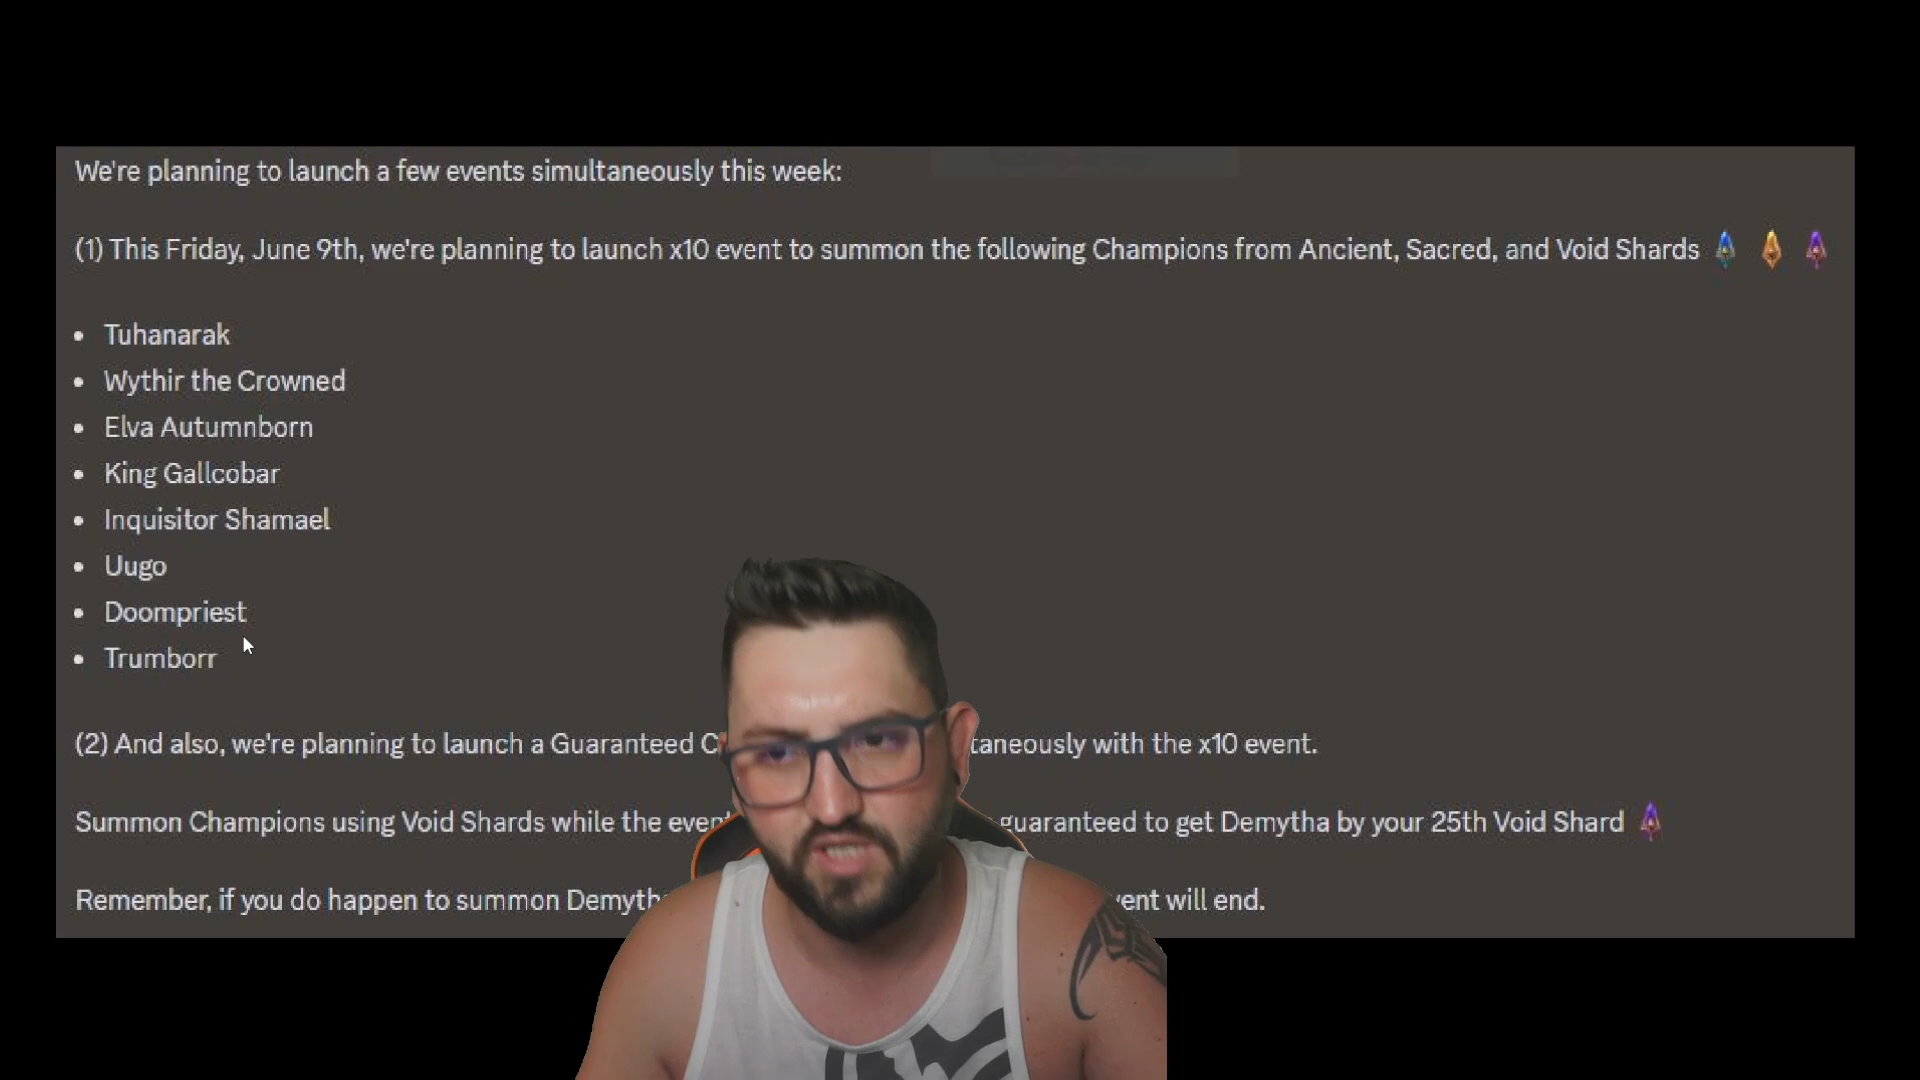 We're planning to launch a few events simultaneously this week:
(1) This Friday, June 9th, we're planning to launch x10 event to summon the following Champions from Ancient, Sacred, and Void Shards
• Tuhanarak
• Wythir the Crowned
• Elva Autumnborn
• King Gallcobar
• Inquisitor Shamael
• Uugo
• Doompriest
• Trumborr
(2) And also, we're planning to launch a Guaranteed with the x10 event.
Summon Champions using Void Shards while the guaranteed to get Demytha by your 25th Void Shard
Remember, if you do happen to summon will end.